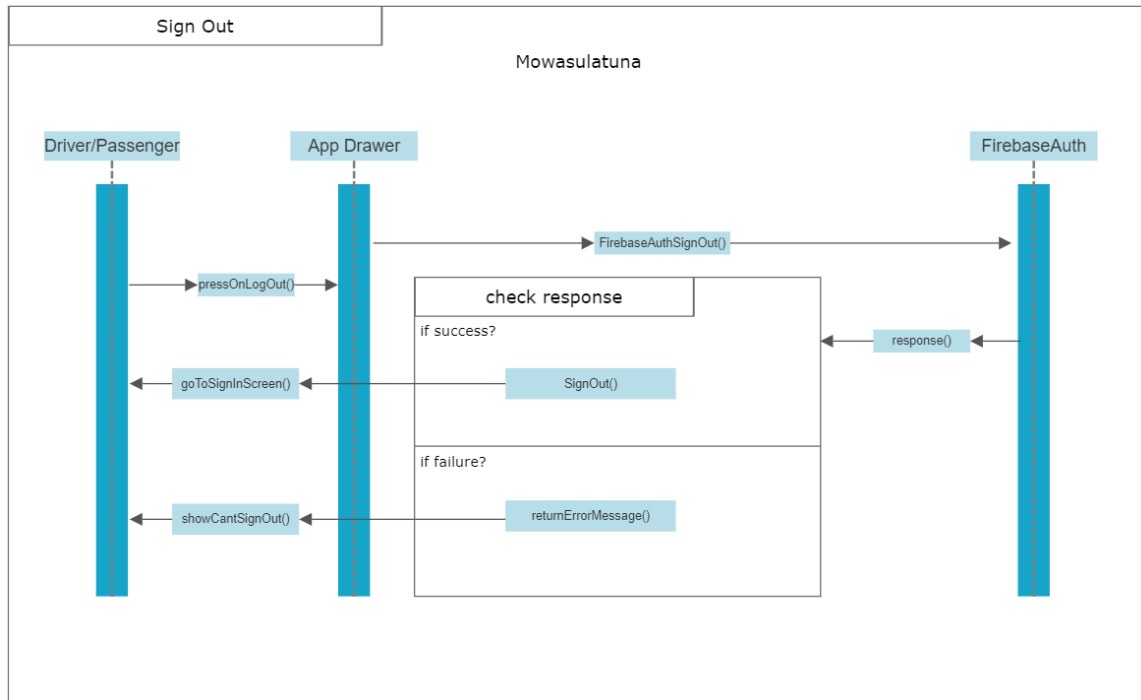 Sign Out
Mowasulatuna
Driver/Passenger
App Drawer
FirebaseAuth
FirebaseAuthSignOut()
pressOnLogOut()
check response
if success?
response()
goToSignInScreen()
SignOut()
if failure?
showCantSignOut()
returnErrorMessage()